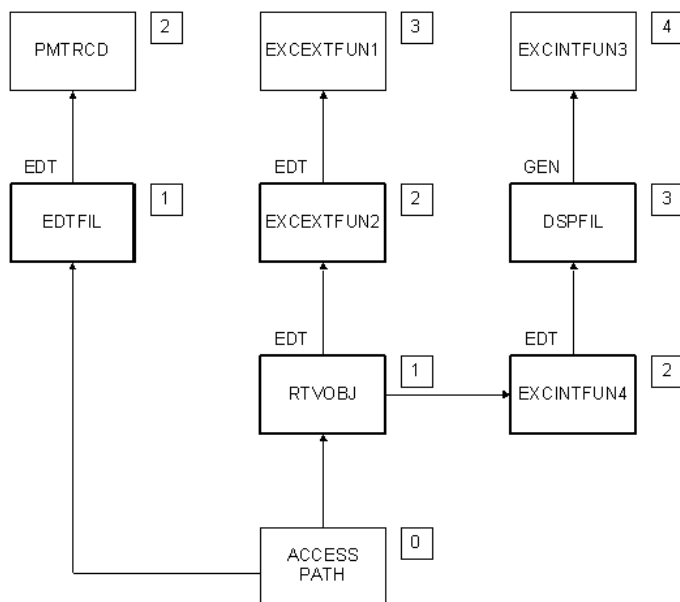 PMTRCD
2
EXCEXTFUN1
3
EXCINTFUN3
4
EDT
EDT
GEN
EDTFIL
1
EXCEXTFUN2
2
DSPFIL
3
EDT
EDT
RTVOBJ
1
EXCINTFUN4
2
ACCESS
PATH
0